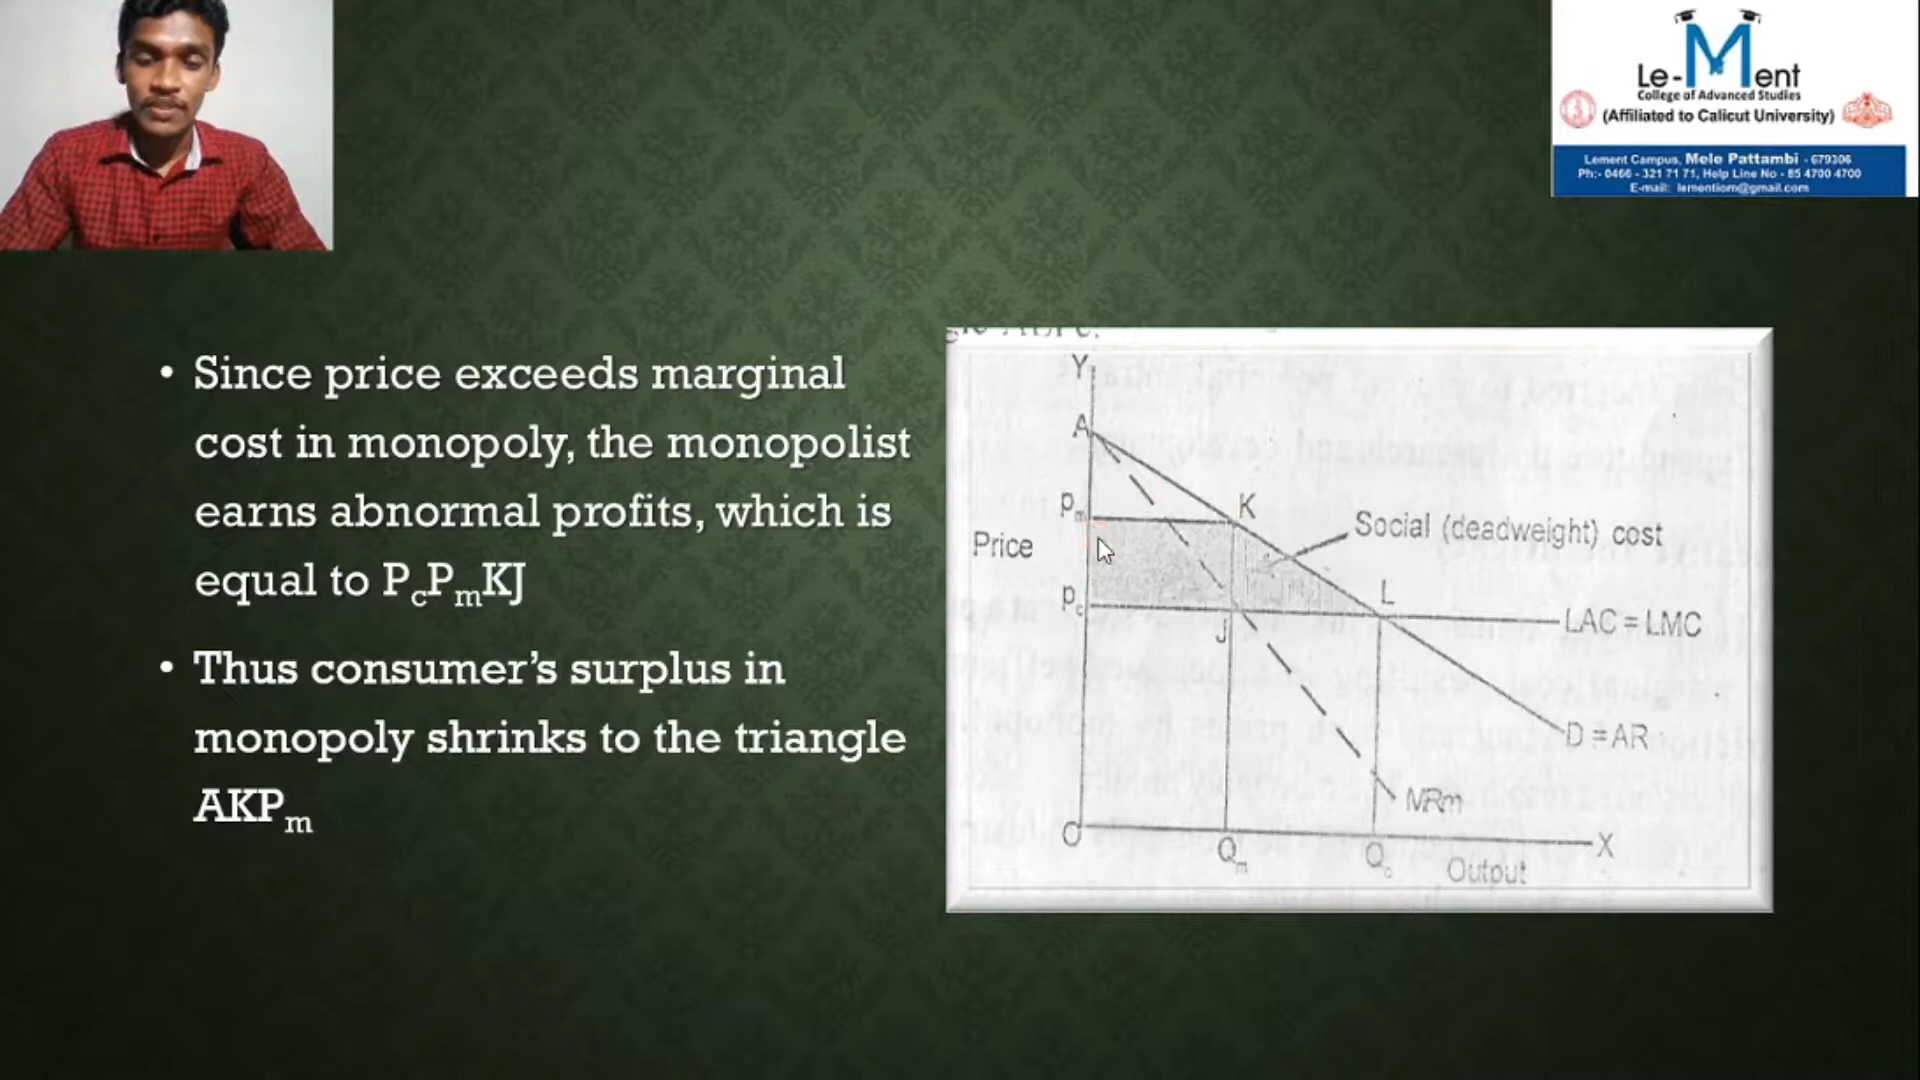 Le-Ment
College of Advanced Studies
(Affiliated to Calicut University)
Lement Campus, Mele Pattambi - 679306
Ph:- 0466 - 321 71 71, Help Line No - 85 4700 4700
E-mail: lementiom@gmail.com
• Since price exceeds marginal
cost in monopoly, the monopolist
earns abnormal profits, which is
equal to PcPmKJ
• Thus consumer's surplus in
monopoly shrinks to the triangle
AKPm
Y
A
Pm
K
Social (deadweight) cost
Price
Pc
L
J
LAC = LMC
D = AR
MRm
O
Qm
Qc
X
Output